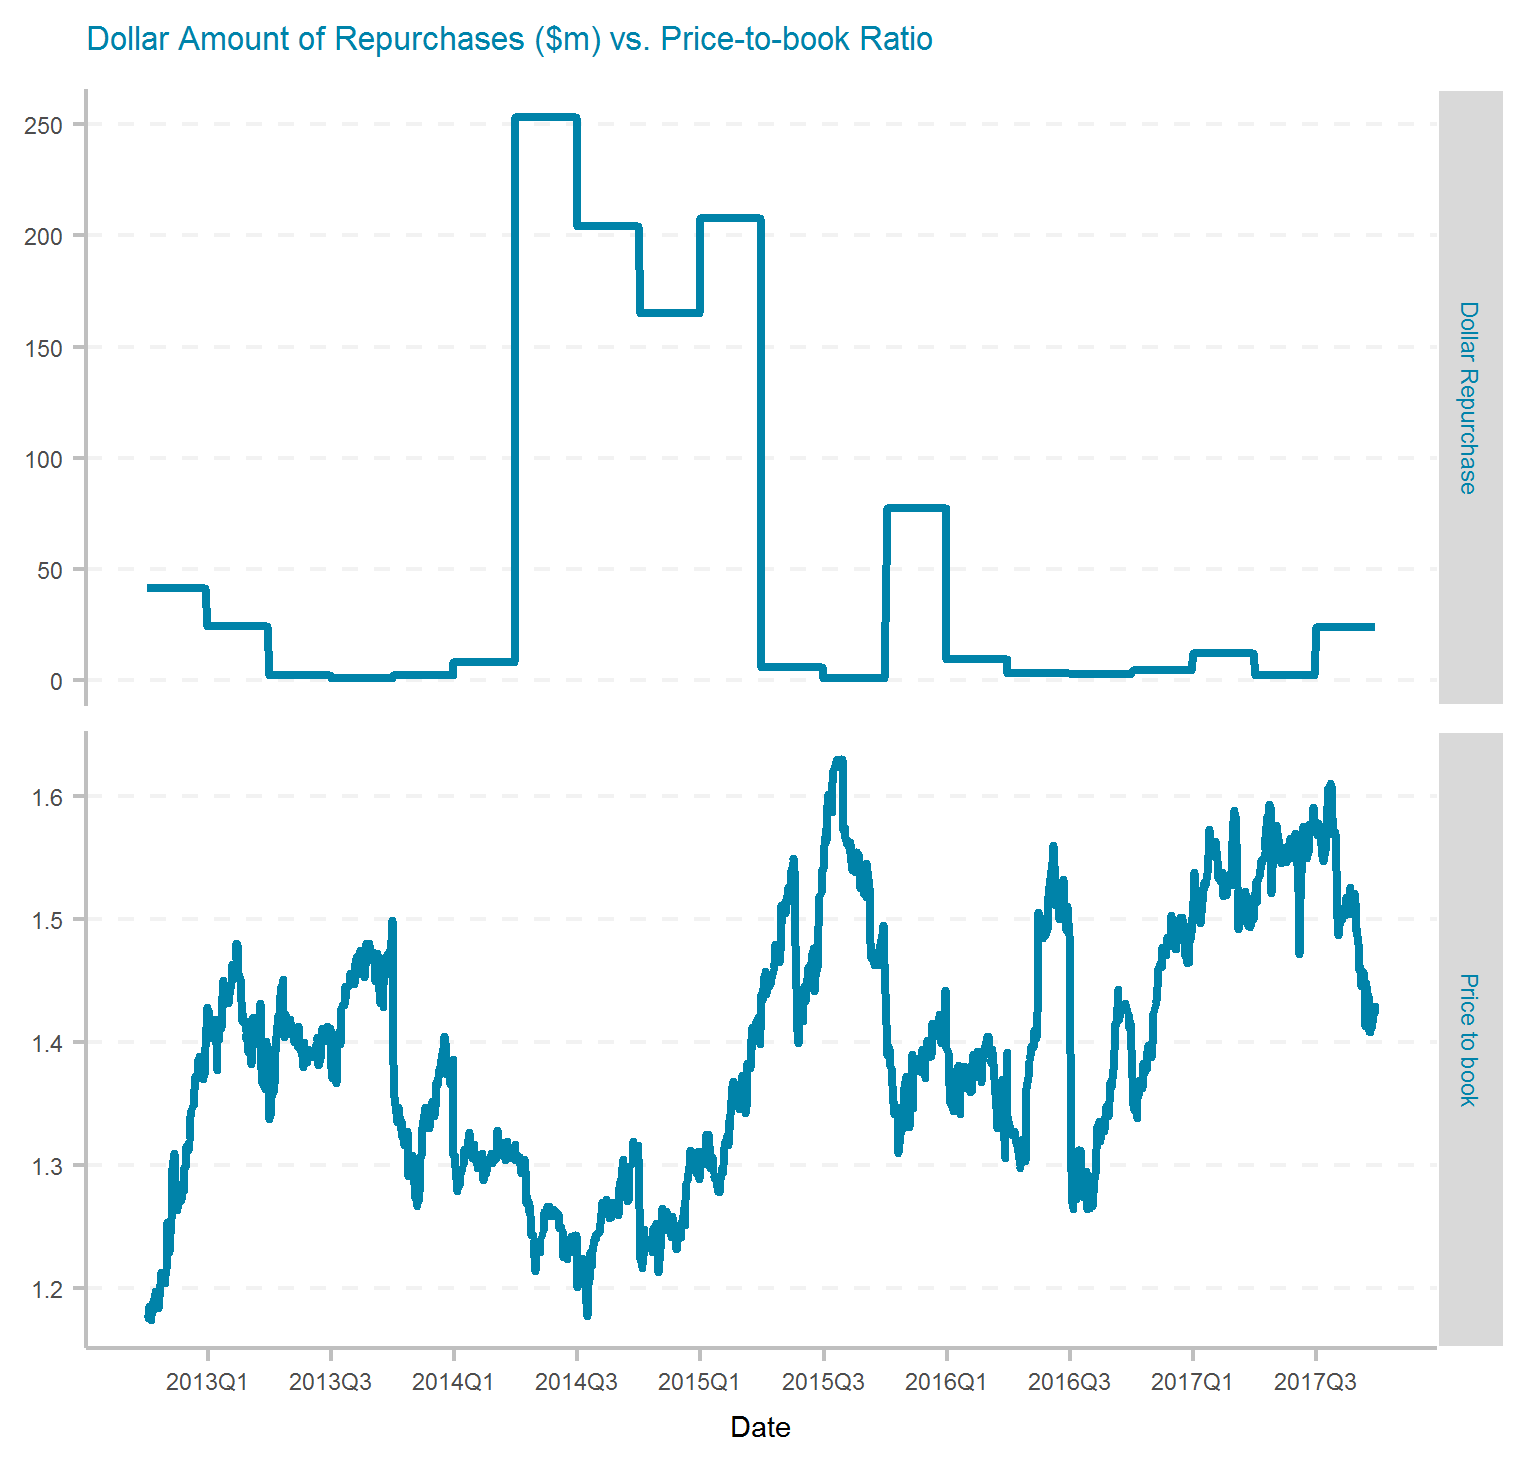 Dollar Amount of Repurchases ($m) vs. Price-to-book Ratio
250
200
150
100
50
0
Dollar Repurchase
1.6
1.5
1.4
1.3
1.2
Price to book
2013Q1 2013Q3 2014Q1 2014Q3 2015Q1 2015Q3 2016Q1 2016Q3 2017Q1 2017Q3
Date